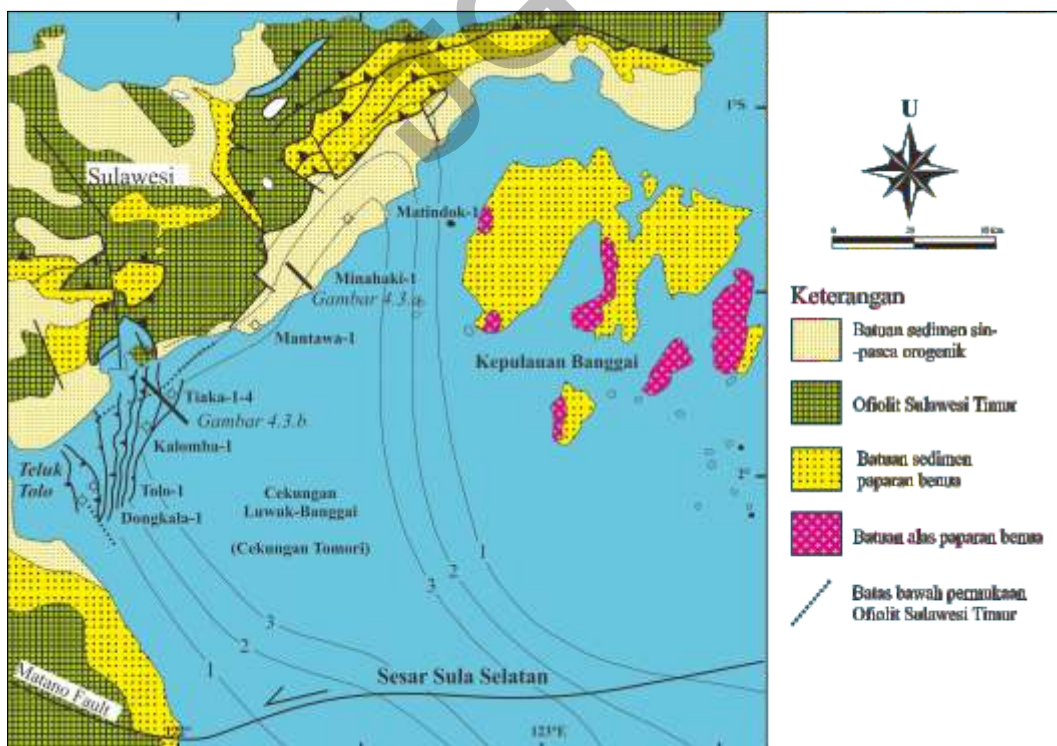 1°S
Sulawesi
Matindok-1
Minahaki-1
Gambar 4.3.a
Mantawa-1
Kepulauan Banggai
Tiaka-1-4
Gambar 4.3.b
Kalomba-1
Teluk
Tolo
Tolo-1
Dongkala-1
Cekungan
Luwuk-Banggai
(Cekungan Tomori)
1
2
3
3
2
1
Sesar Sula Selatan
Matano Fault
123°E
U
0
20
Keterangan
Batuan sedimen sin-
-pasca orogenik
Ofiolit Sulawesi Timur
Batuan sedimen
paparan benua
Batuan alas paparan benua
Batas bawah permukaan
Ofiolit Sulawesi Timur